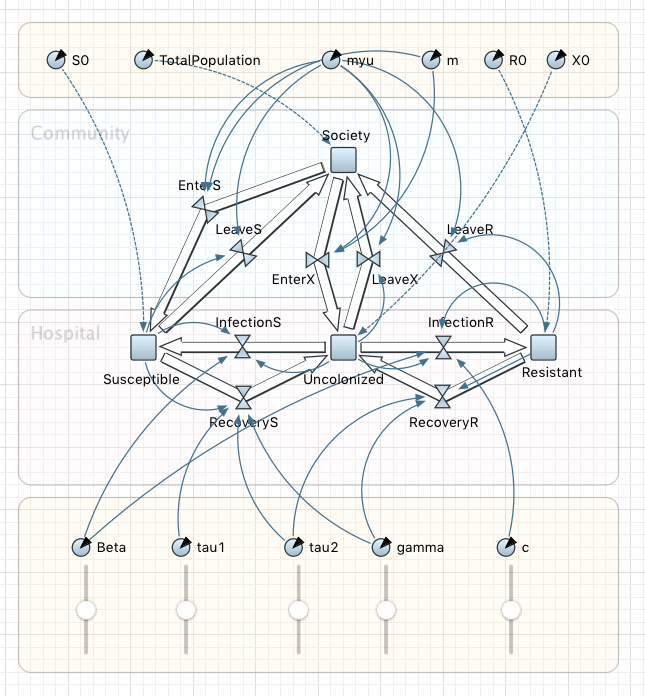 S0
TotalPopulation
myu
m
R0
X0
Community
Society
EnterS
LeaveS
LeaveR
EnterX
LeaveX
Hospital
InfectionS
InfectionR
Susceptible
Uncolonized
Resistant
RecoveryS
RecoveryR
Beta
tau1
tau2
gamma
c